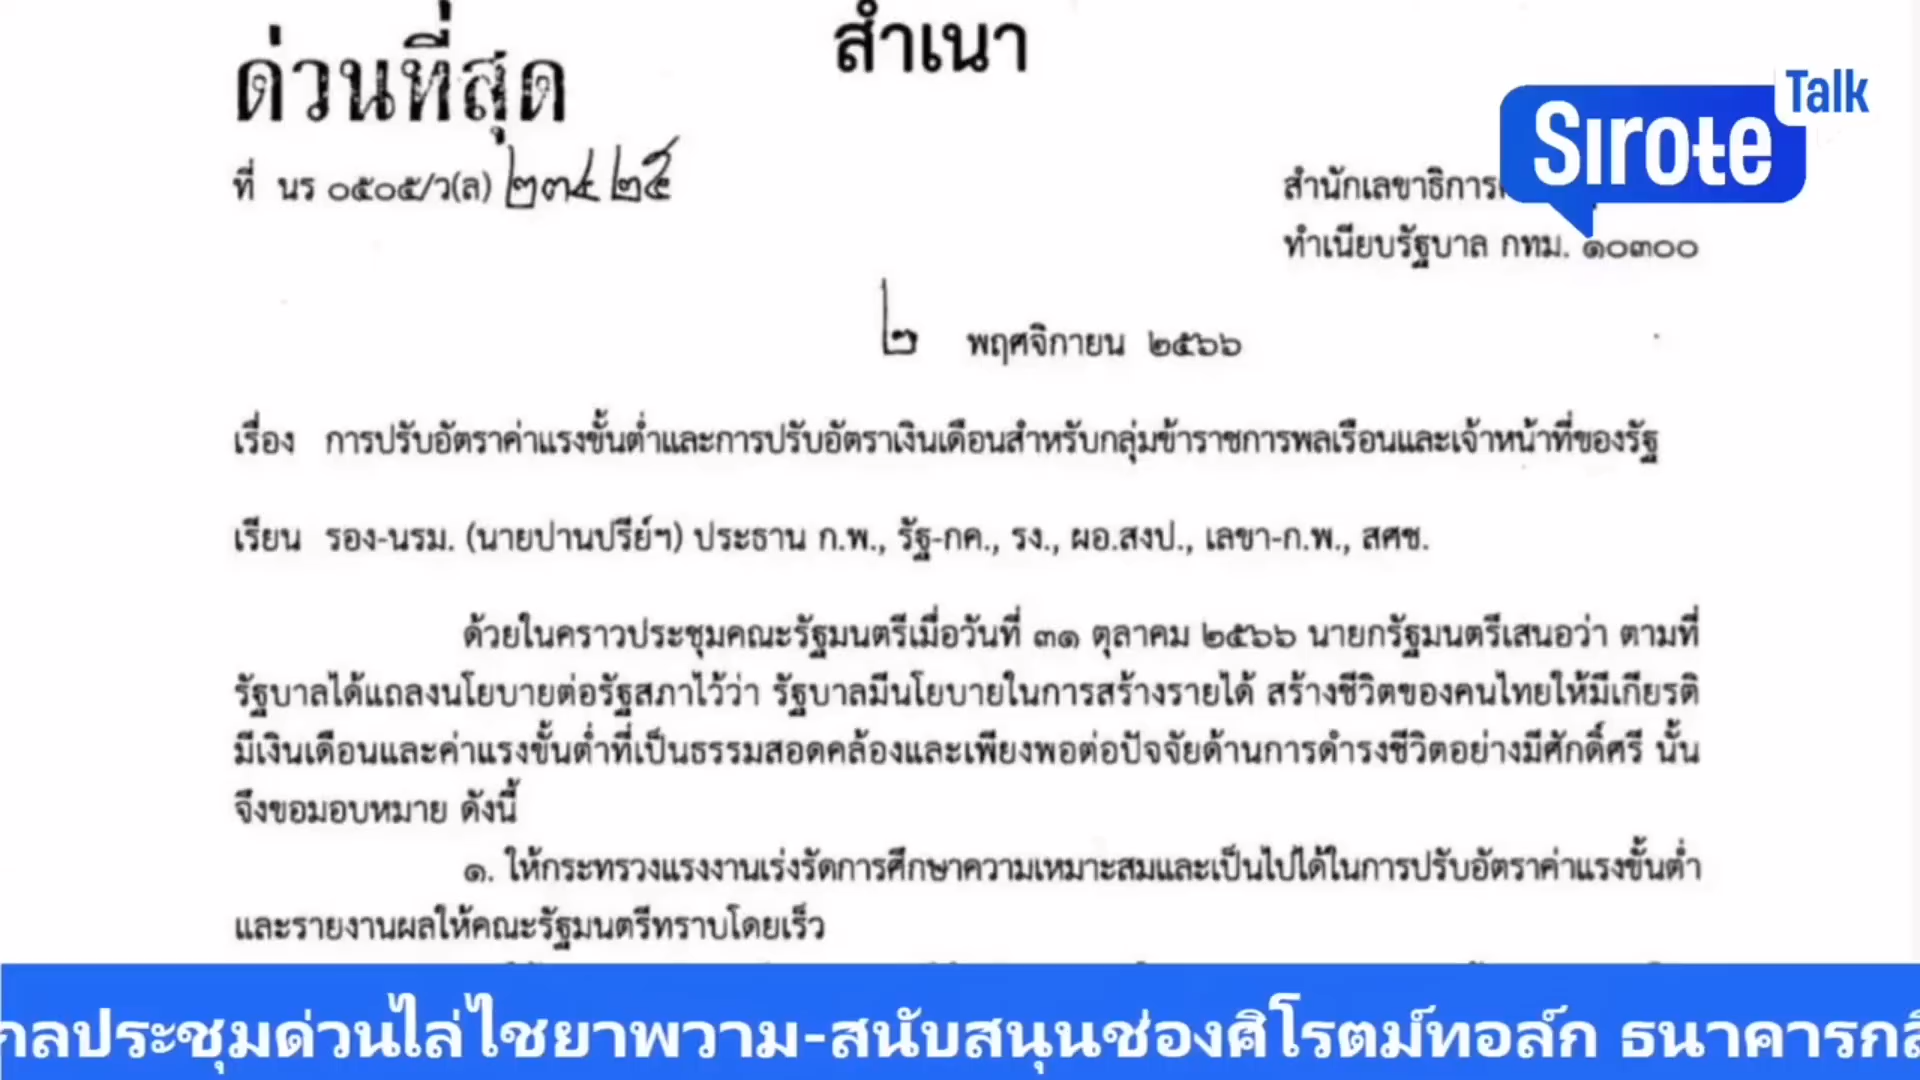 สำเนา
ด่วนที่สุด
ที่ นร ๐๕๐๕/ว(ล) ๒๓๔๒๕
Sirote Talk
สำนักเลขาธิการ
ทำเนียบรัฐบาล กทม. ๑๐๓๐๐
๒ พฤศจิกายน ๒๕๖๖
เรื่อง การปรับอัตราค่าแรงขั้นต่ำและการปรับอัตราเงินเดือนสำหรับกลุ่มข้าราชการพลเรือนและเจ้าหน้าที่ของรัฐ
เรียน รอง-นรม. (นายปานปรีย์ฯ) ประธาน ก.พ., รัฐ-กค., รง., ผอ.สงป., เลขา-ก.พ., สศช.
ด้วยในคราวประชุมคณะรัฐมนตรีเมื่อวันที่ ๓๑ ตุลาคม ๒๕๖๖ นายกรัฐมนตรีเสนอว่า ตามที่
รัฐบาลได้แถลงนโยบายต่อรัฐสภาไว้ว่า รัฐบาลมีนโยบายในการสร้างรายได้ สร้างชีวิตของคนไทยให้มีเกียรติ
มีเงินเดือนและค่าแรงขั้นต่ำที่เป็นธรรมสอดคล้องและเพียงพอต่อปัจจัยด้านการดำรงชีวิตอย่างมีศักดิ์ศรี นั้น
จึงขอมอบหมาย ดังนี้
๑. ให้กระทรวงแรงงานเร่งรัดการศึกษาความเหมาะสมและเป็นไปได้ในการปรับอัตราค่าแรงขั้นต่ำ
และรายงานผลให้คณะรัฐมนตรีทราบโดยเร็ว
กลประชุมด่วนไล่ไชยาพวาม-สนับสนุนช่องศิโรตม์ทอล์ก ธนาคารกสิ